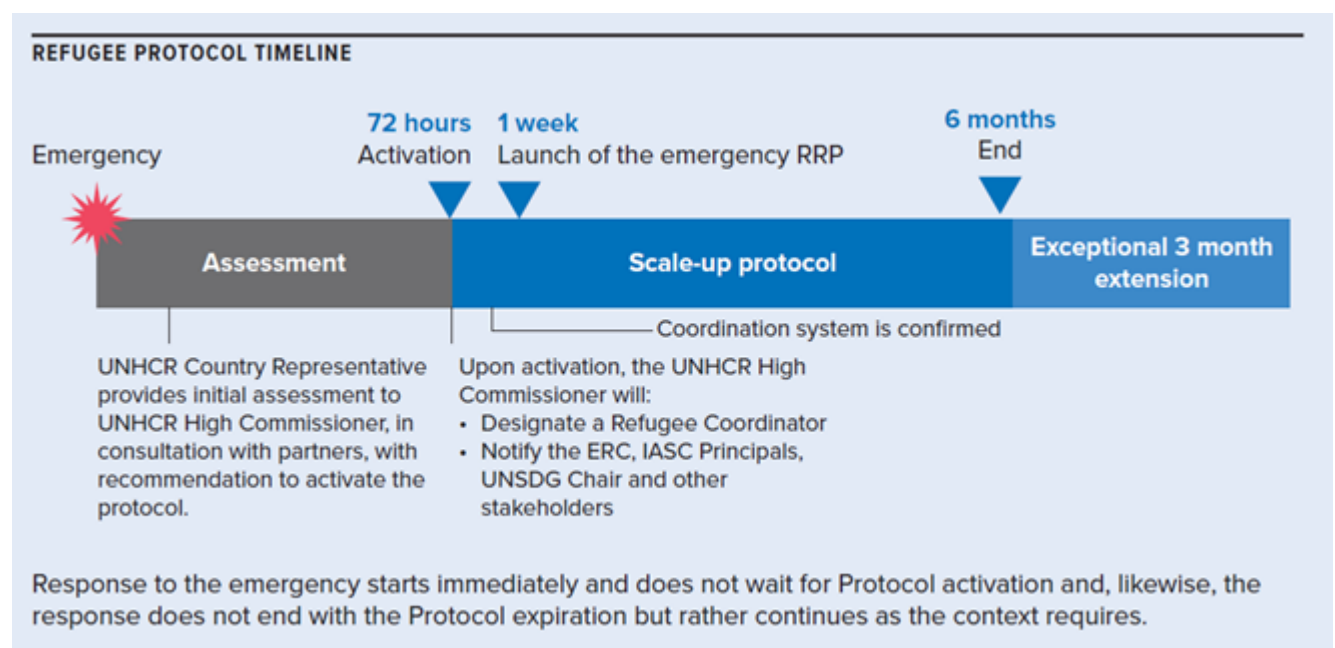 REFUGEE PROTOCOL TIMELINE
72 hours
Activation
1 week
Launch of the emergency RRP
6 months
End
Emergency
Assessment
Scale-up protocol
Exceptional 3 month
extension
Coordination system is confirmed
UNHCR Country Representative
provides initial assessment to
UNHCR High Commissioner, in
consultation with partners, with
recommendation to activate the
protocol.
Upon activation, the UNHCR High
Commissioner will:
• Designate a Refugee Coordinator
• Notify the ERC, IASC Principals,
UNSDG Chair and other
stakeholders
Response to the emergency starts immediately and does not wait for Protocol activation and, likewise, the
response does not end with the Protocol expiration but rather continues as the context requires.